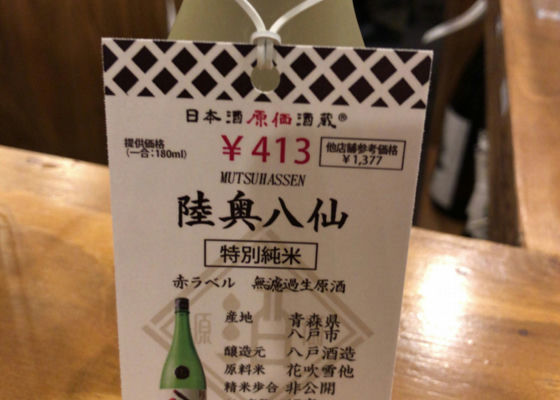 日本酒原価酒蔵®
提供価格
(一合:180ml)
¥413
他店舗参考価格
¥1,377
MUTSUHASSEN
陸奥八仙
特別純米
赤ラベル 無濾過生原酒
産地 青森県
八戸市
醸造元 八戸酒造
原料米 花吹雪他
精米歩合 非公開